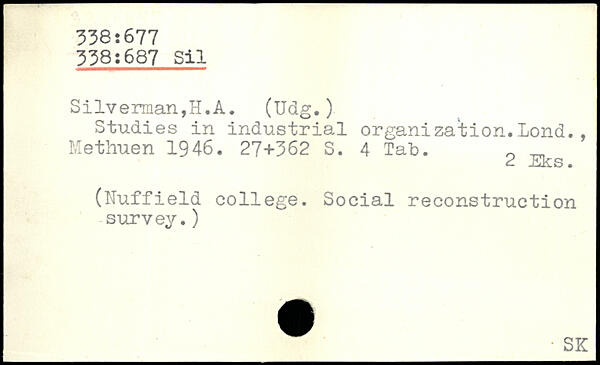 338:677
338:687 Sil
Silverman,H.A. (Udg.)
Studies in industrial organization.Lond.,
Methuen 1946. 27+362 S. 4 Tab.
2 Eks.
(Nuffield college. Social reconstruction
survey.)
SK